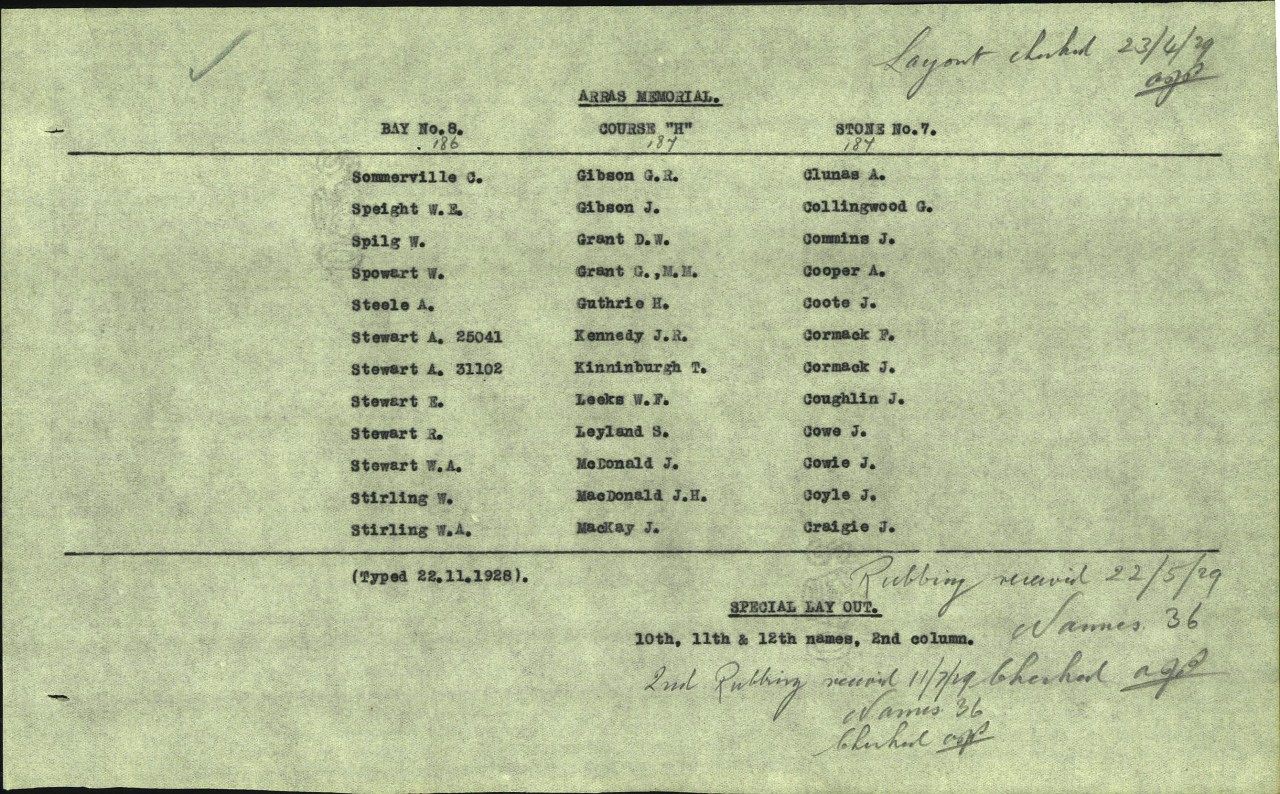 Layout checked 23/4/29
agp
ARRAS MEMORIAL.
BAY No.8. COURSE "H" STONE No.7.
186 187 187
Sommerville C. Gibson G.R. Clunas A.
Speight W.E. Gibson J. Collingwood G.
Spilg W. Grant D.W. Commins J.
Spowart W. Grant G.,M.M. Cooper A.
Steele A. Guthrie H. Coote J.
Stewart A. 25041 Kennedy J.R. Cormack F.
Stewart A. 31102 Kinninburgh T. Cormack J.
Stewart E. Leeks W.F. Coughlin J.
Stewart R. Leyland S. Cowe J.
Stewart W.A. McDonald J. Cowie J.
Stirling W. MacDonald J.H. Coyle J.
Stirling W.A. MacKay J. Craigie J.
(Typed 22.11.1928). Rubbing received 22/5/29
SPECIAL LAY OUT. Names 36
10th, 11th & 12th names, 2nd column.
2nd Rubbing received 11/7/29 Checked agp
Names 36
Checked agp